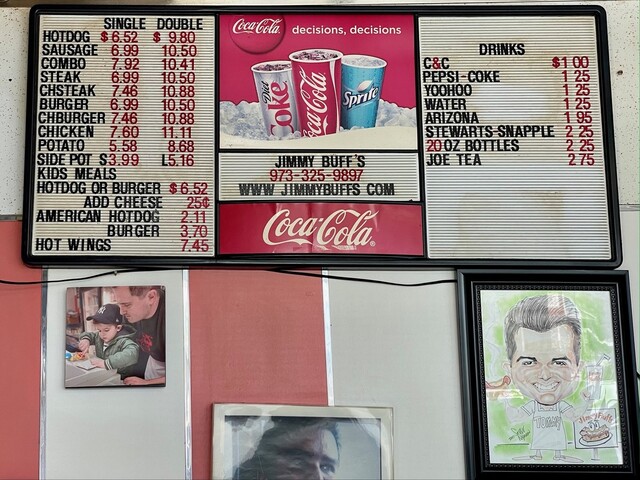 SINGLE DOUBLE
HOTDOG $6.52 $9.80
SAUSAGE 6.99 10.50
COMBO 7.92 10.41
STEAK 6.99 10.50
CHSTEAK 7.46 10.88
BURGER 6.99 10.50
CHBURGER 7.46 10.88
CHICKEN 7.60 11.11
POTATO 5.58 8.68
SIDE POT S3.99 L5.16
KIDS MEALS
HOTDOG OR BURGER $6.52
ADD CHEESE 25¢
AMERICAN HOTDOG 2.11
BURGER 3.70
HOT WINGS 7.45
Coca-Cola decisions, decisions
Diet Coke
Coca-Cola
Sprite
JIMMY BUFF'S
973-325-9897
WWW JIMMYBUFFS COM
Coca-Cola
DRINKS
C&C $1 00
PEPSI-COKE 1 25
YOOHOO 1 25
WATER 1 25
ARIZONA 1 95
STEWARTS-SNAPPLE 2 25
20 OZ BOTTLES 2 25
JOE TEA 2 75
TOMMY
Jimmy Buff's